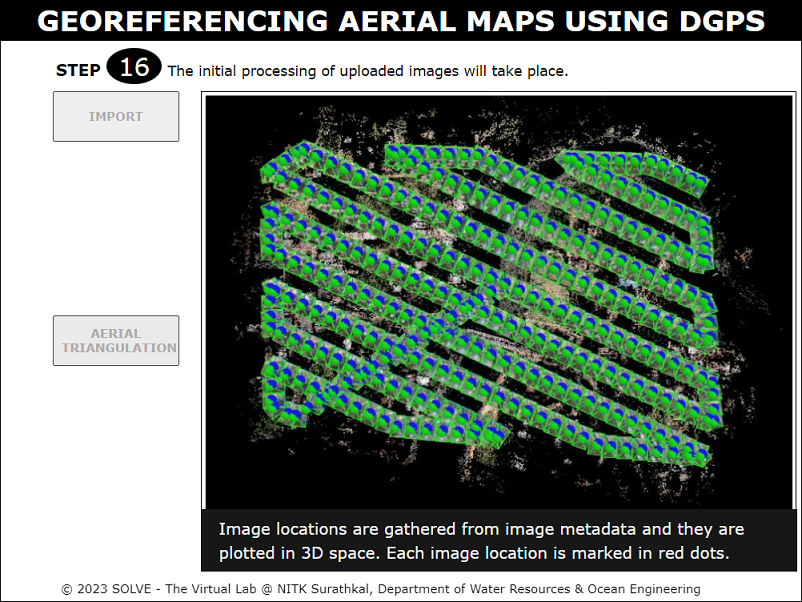 GEOREFERENCING AERIAL MAPS USING DGPS
STEP 16 The initial processing of uploaded images will take place.
IMPORT
AERIAL
TRIANGULATION
Image locations are gathered from image metadata and they are
plotted in 3D space. Each image location is marked in red dots.
© 2023 SOLVE - The Virtual Lab @ NITK Surathkal, Department of Water Resources & Ocean Engineering